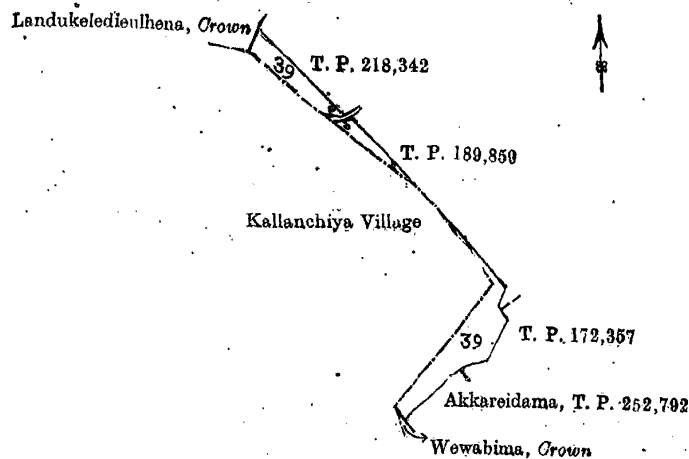 Landukeledieulhena, Crown
39
T. P. 218,342
T. P. 189,859
Kallanchiya Village
39
T. P. 172,357
Akkareidama, T. P. 252,792
Wewabima, Crown